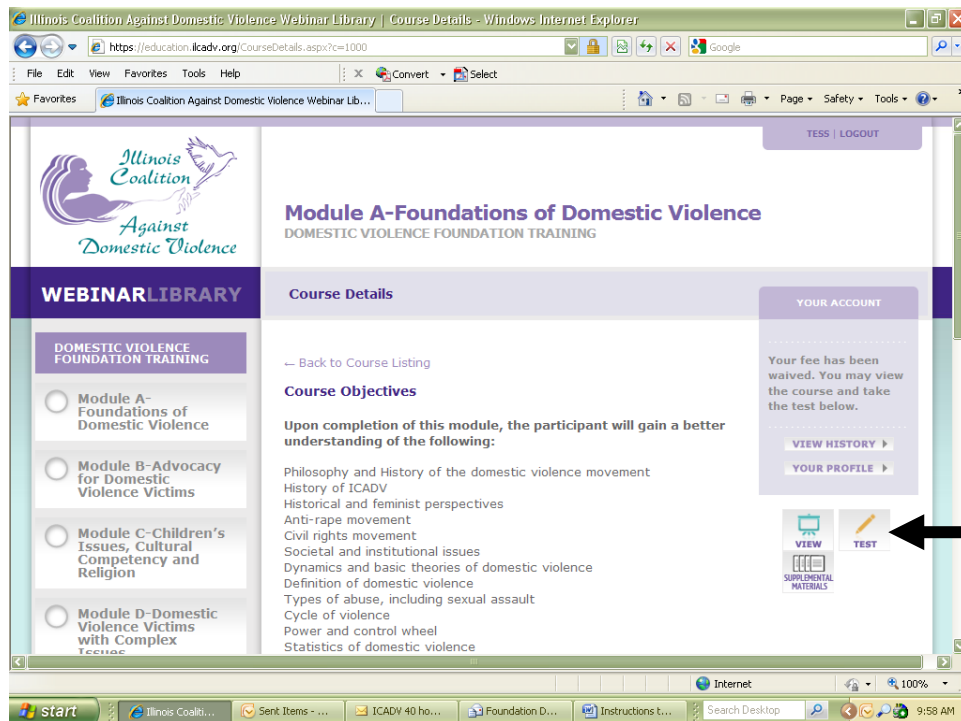 Illinois Coalition Against Domestic Violence Webinar Library | Course Details - Windows Internet Explorer
https://education.ilcadv.org/CourseDetails.aspx?c=1000
Google
File Edit View Favorites Tools Help
X Convert Select
Favorites
Illinois Coalition Against Domestic Violence Webinar Lib...
Page Safety Tools
TESS | LOGOUT
Illinois
Coalition
Against
Domestic Violence
Module A-Foundations of Domestic Violence
DOMESTIC VIOLENCE FOUNDATION TRAINING
WEBINARLIBRARY
Course Details
YOUR ACCOUNT
Your fee has been
waived. You may view
the course and take
the test below.
VIEW HISTORY
YOUR PROFILE
VIEW
TEST
SUPPLEMENTAL
MATERIALS
DOMESTIC VIOLENCE
FOUNDATION TRAINING
Module A-
Foundations of
Domestic Violence
Module B-Advocacy
for Domestic
Violence Victims
Module C-Children's
Issues, Cultural
Competency and
Religion
Module D-Domestic
Violence Victims
with Complex
Issues
← Back to Course Listing
Course Objectives
Upon completion of this module, the participant will gain a better
understanding of the following:
Philosophy and History of the domestic violence movement
History of ICADV
Historical and feminist perspectives
Anti-rape movement
Civil rights movement
Societal and institutional issues
Dynamics and basic theories of domestic violence
Definition of domestic violence
Types of abuse, including sexual assault
Cycle of violence
Power and control wheel
Statistics of domestic violence
Internet
100%
start
Illinois Coaliti...
Sent Items - ...
ICADV 40 ho...
Foundation D...
Instructions t...
Search Desktop
9:58 AM